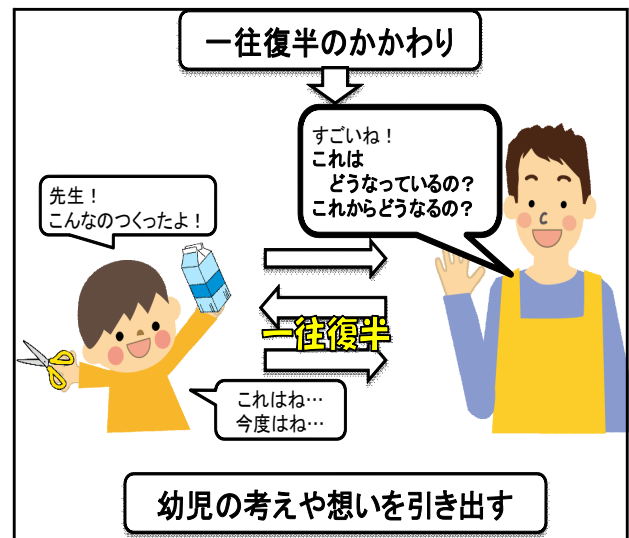 一往復半のかかわり
すごいね！
これは
どうなっているの？
これからどうなるの？
先生！
こんなのつくったよ！
一往復半
これはね…
今度はね…
幼児の考えや想いを引き出す